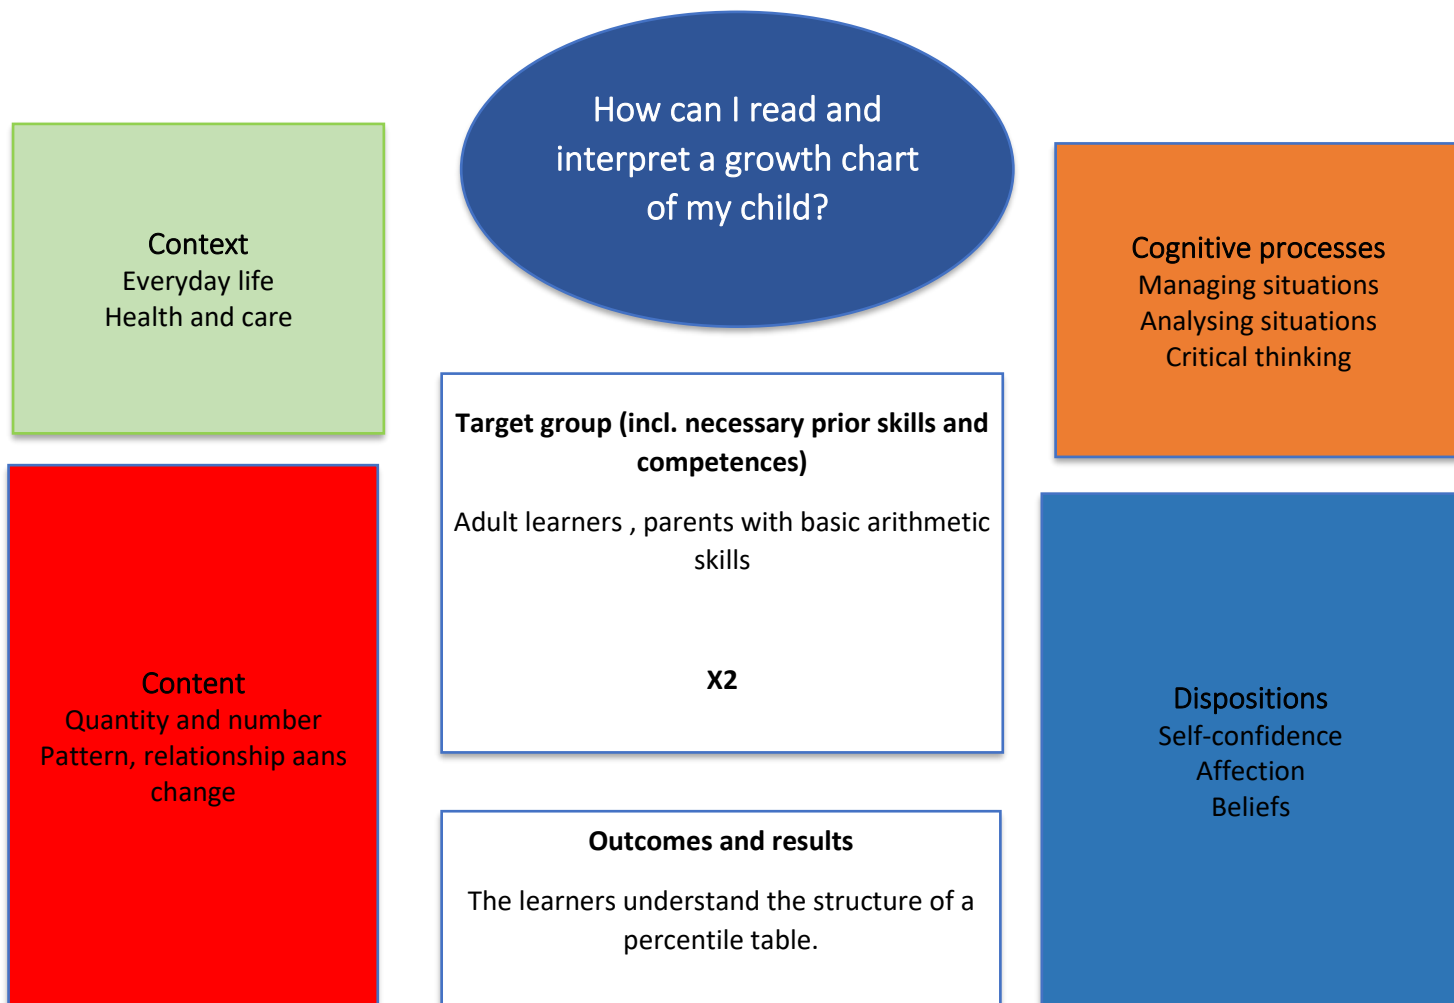 How can I read and
interpret a growth chart
of my child?
Context
Everyday life
Health and care
Cognitive processes
Managing situations
Analysing situations
Critical thinking
Target group (incl. necessary prior skills and
competences)
Adult learners , parents with basic arithmetic
skills
X2
Content
Quantity and number
Pattern, relationship aans
change
Dispositions
Self-confidence
Affection
Beliefs
Outcomes and results
The learners understand the structure of a
percentile table.